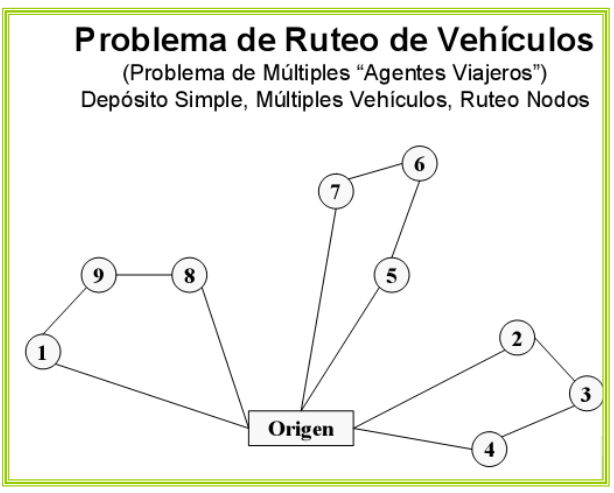 Problema de Ruteo de Vehículos
(Problema de Múltiples “Agentes Viajeros”)
Depósito Simple, Múltiples Vehículos, Ruteo Nodos
6
7
9
8
5
2
1
3
Origen
4